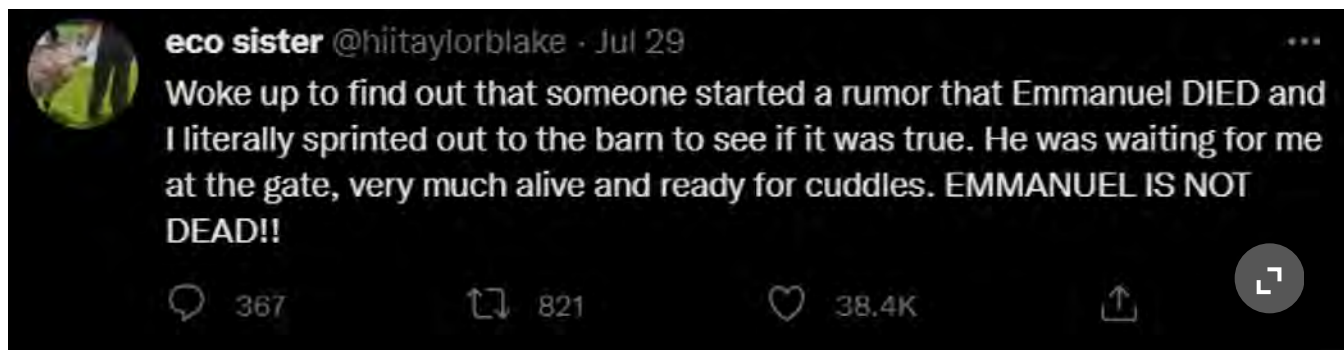 eco sister @hiitaylorblake · Jul 29
Woke up to find out that someone started a rumor that Emmanuel DIED and
I literally sprinted out to the barn to see if it was true. He was waiting for me
at the gate, very much alive and ready for cuddles. EMMANUEL IS NOT
DEAD!!
367 821 38.4K